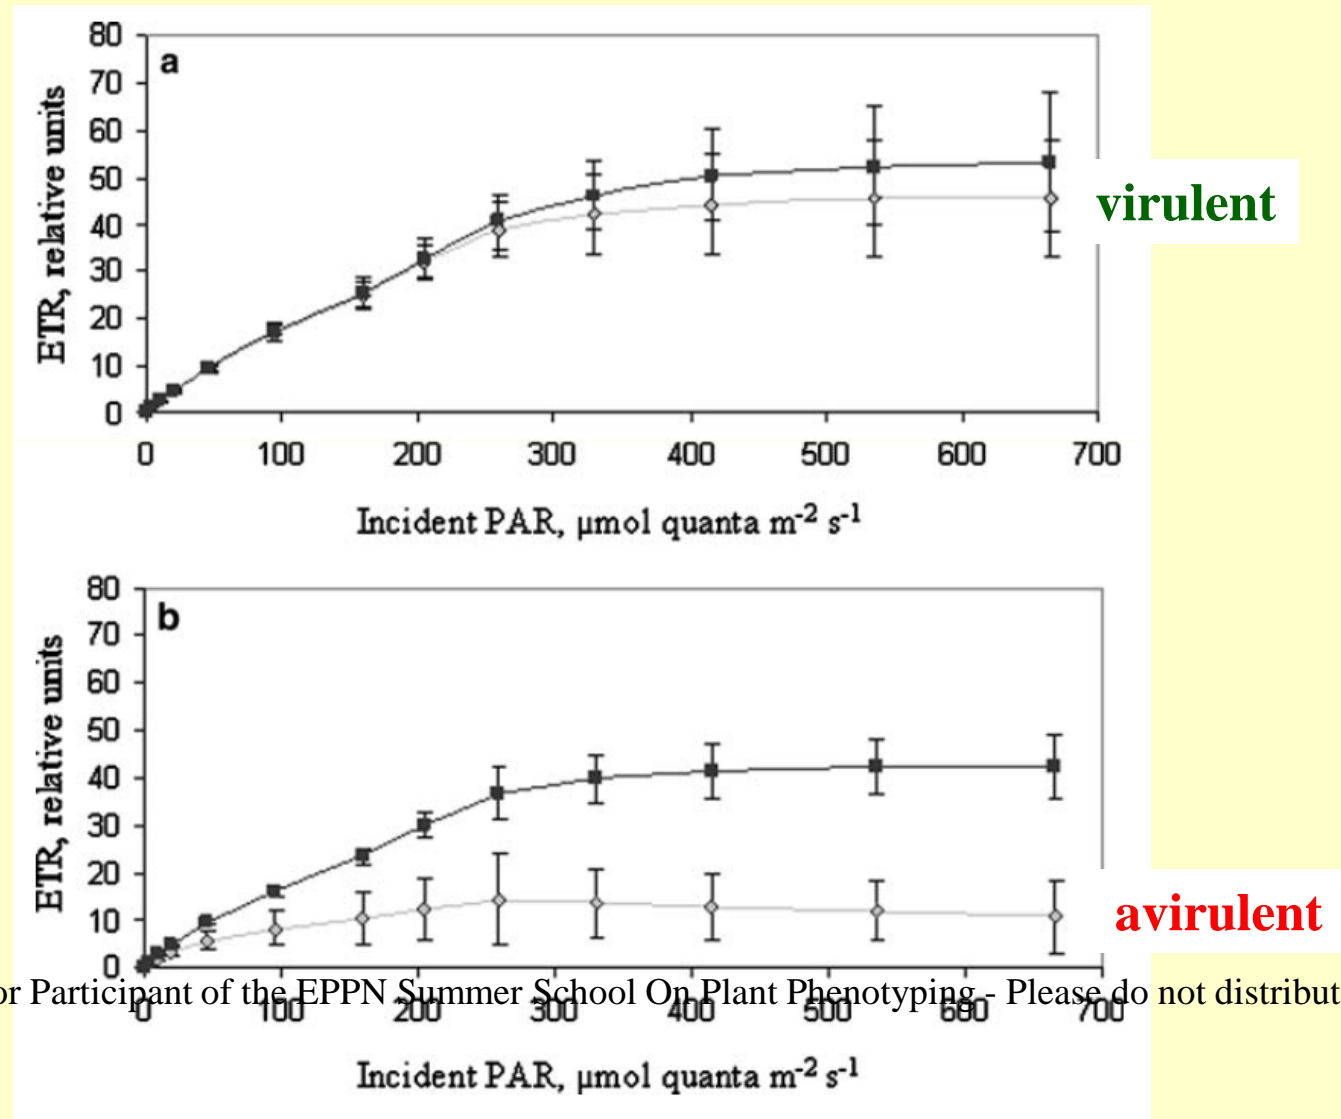 a
ETR, relative units
80
70
60
50
40
30
20
10
0
0 100 200 300 400 500 600 700
Incident PAR, µmol quanta m⁻² s⁻¹
virulent
b
ETR, relative units
80
70
60
50
40
30
20
10
0
avirulent
or Participant of the EPPN Summer School On Plant Phenotyping - Please do not distribut
0 100 200 300 400 500 600 700
Incident PAR, µmol quanta m⁻² s⁻¹